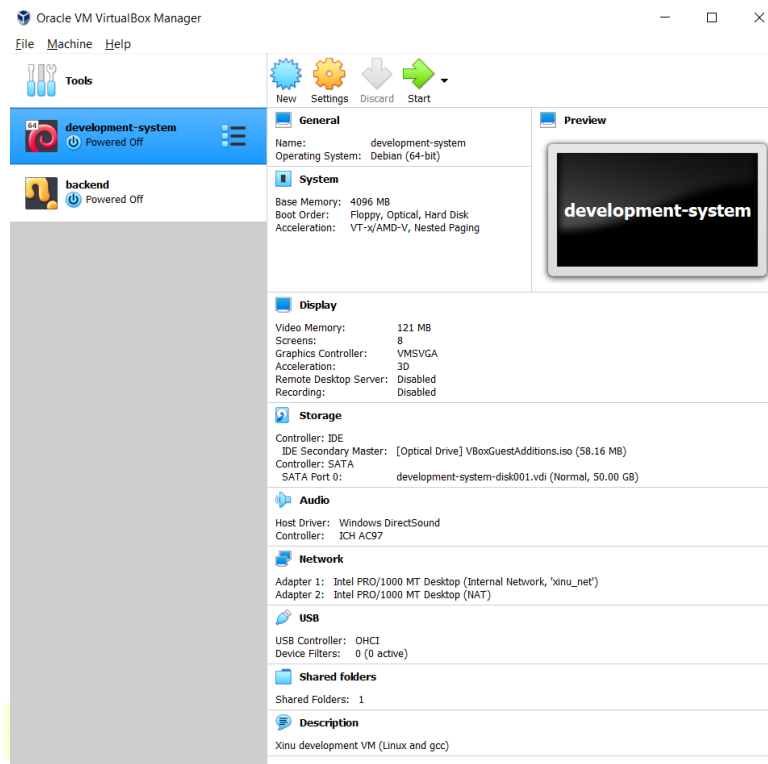 Oracle VM VirtualBox Manager
File Machine Help
Tools
New Settings Discard Start
64
development-system
Powered Off
backend
Powered Off
General
Name: development-system
Operating System: Debian (64-bit)
System
Base Memory: 4096 MB
Boot Order: Floppy, Optical, Hard Disk
Acceleration: VT-x/AMD-V, Nested Paging
Preview
development-system
Display
Video Memory: 121 MB
Screens: 8
Graphics Controller: VMSVGA
Acceleration: 3D
Remote Desktop Server: Disabled
Recording: Disabled
Storage
Controller: IDE
IDE Secondary Master: [Optical Drive] VBoxGuestAdditions.iso (58.16 MB)
Controller: SATA
SATA Port 0: development-system-disk001.vdi (Normal, 50.00 GB)
Audio
Host Driver: Windows DirectSound
Controller: ICH AC97
Network
Adapter 1: Intel PRO/1000 MT Desktop (Internal Network, 'xinu_net')
Adapter 2: Intel PRO/1000 MT Desktop (NAT)
USB
USB Controller: OHCI
Device Filters: 0 (0 active)
Shared folders
Shared Folders: 1
Description
Xinu development VM (Linux and gcc)